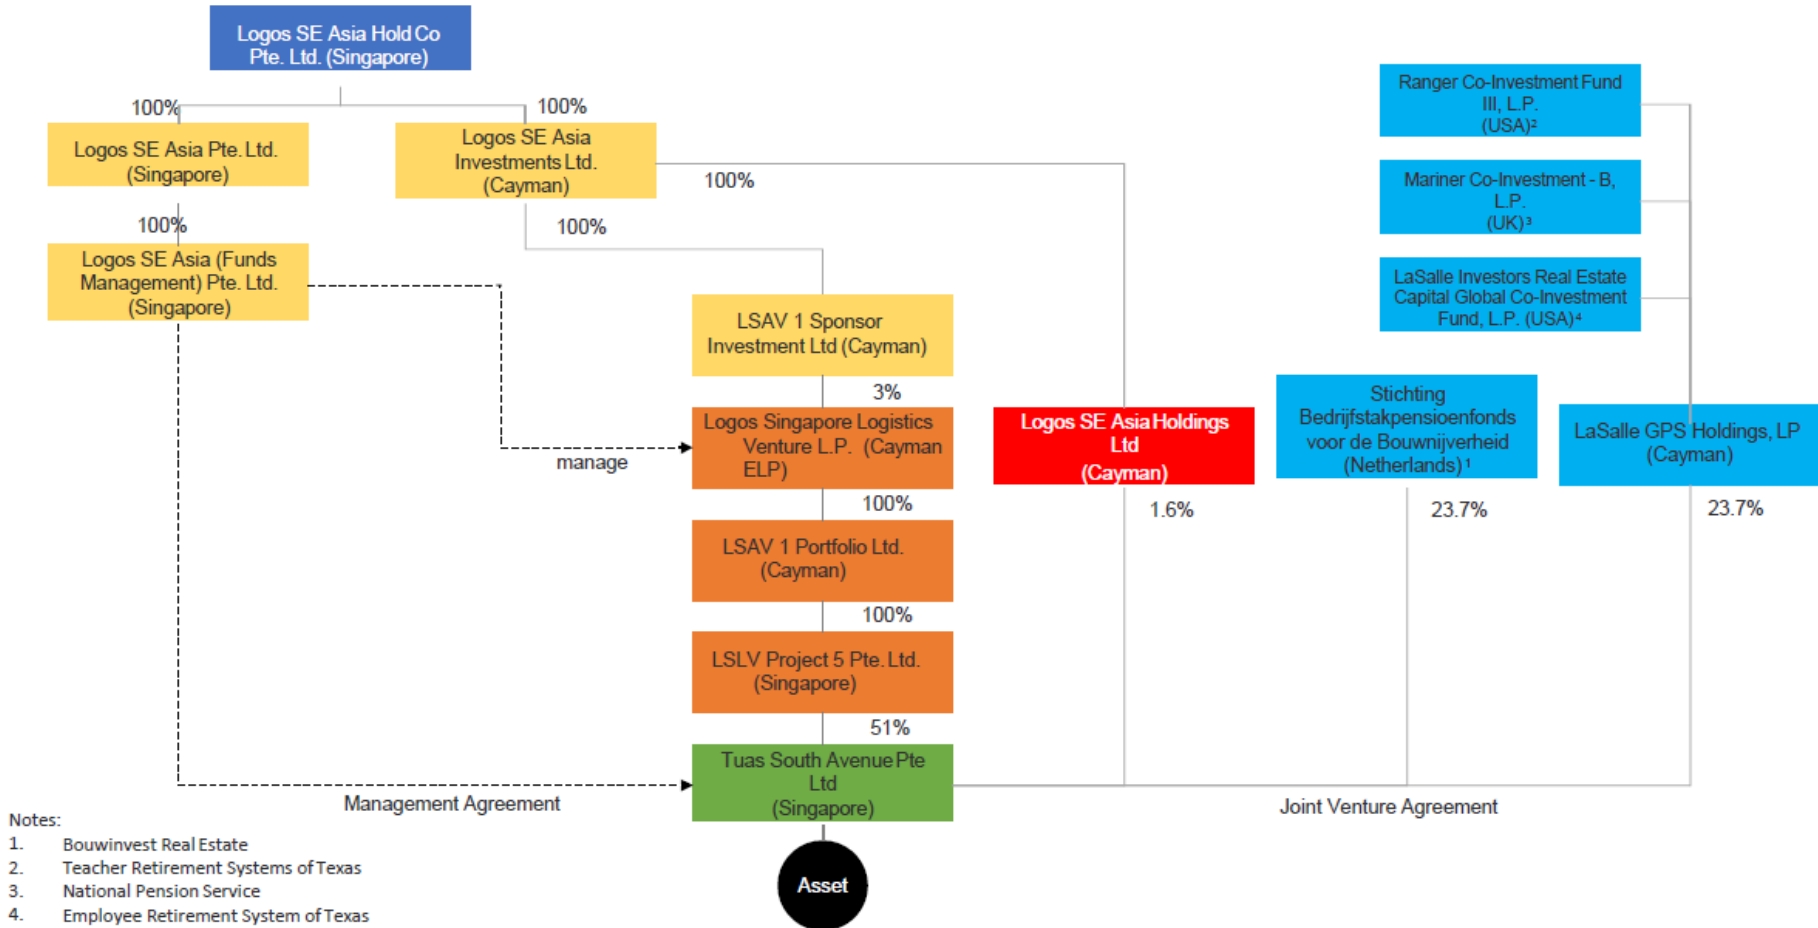 Logos SE Asia Hold Co
Pte. Ltd. (Singapore)
100%
100%
Logos SE Asia Pte. Ltd.
(Singapore)
Logos SE Asia
Investments Ltd.
(Cayman)
100%
100%
100%
Logos SE Asia (Funds
Management) Pte. Ltd.
(Singapore)
Ranger Co-Investment Fund
III, L.P.
(USA)²
Mariner Co-Investment - B,
L.P.
(UK)³
LaSalle Investors Real Estate
Capital Global Co-Investment
Fund, L.P. (USA)⁴
LSAV 1 Sponsor
Investment Ltd (Cayman)
3%
manage
Logos Singapore Logistics
Venture L.P. (Cayman
ELP)
Logos SE Asia Holdings
Ltd
(Cayman)
Stichting
Bedrijfstakpensioenfonds
voor de Bouwnijverheid
(Netherlands)¹
LaSalle GPS Holdings, LP
(Cayman)
100%
1.6%
23.7%
23.7%
LSAV 1 Portfolio Ltd.
(Cayman)
100%
LSLV Project 5 Pte. Ltd.
(Singapore)
51%
Tuas South Avenue Pte
Ltd
(Singapore)
Management Agreement
Joint Venture Agreement
Asset
Notes:
1. Bouwinvest Real Estate
2. Teacher Retirement Systems of Texas
3. National Pension Service
4. Employee Retirement System of Texas